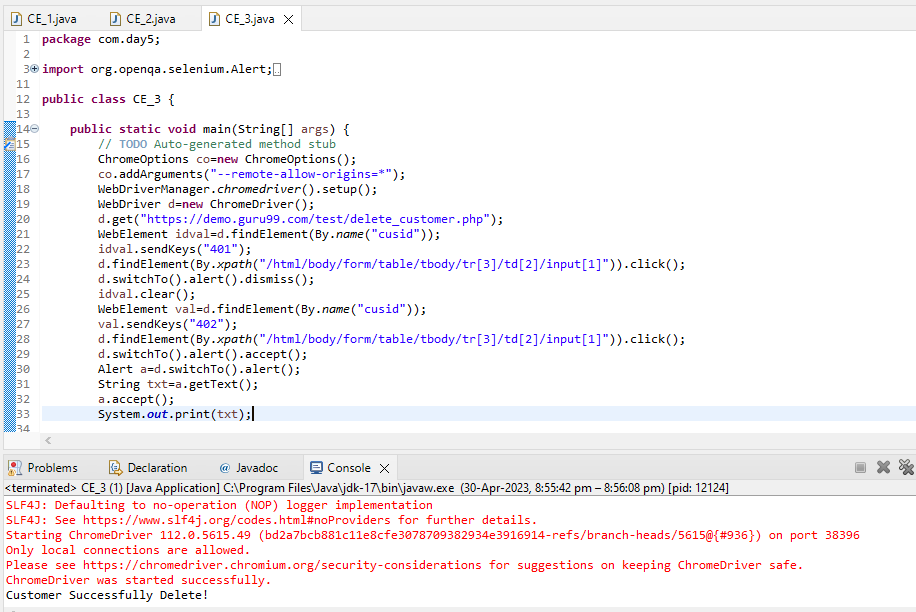 CE_1.java CE_2.java CE_3.java
1 package com.day5;
2
3 import org.openqa.selenium.Alert;
11
12 public class CE_3 {
13
14 public static void main(String[] args) {
15 // TODO Auto-generated method stub
16 ChromeOptions co=new ChromeOptions();
17 co.addArguments("--remote-allow-origins=*");
18 WebDriverManager.chromedriver().setup();
19 WebDriver d=new ChromeDriver();
20 d.get("https://demo.guru99.com/test/delete_customer.php");
21 WebElement idval=d.findElement(By.name("cusid"));
22 idval.sendKeys("401");
23 d.findElement(By.xpath("/html/body/form/table/tbody/tr[3]/td[2]/input[1]")).click();
24 d.switchTo().alert().dismiss();
25 idval.clear();
26 WebElement val=d.findElement(By.name("cusid"));
27 val.sendKeys("402");
28 d.findElement(By.xpath("/html/body/form/table/tbody/tr[3]/td[2]/input[1]")).click();
29 d.switchTo().alert().accept();
30 Alert a=d.switchTo().alert();
31 String txt=a.getText();
32 a.accept();
33 System.out.print(txt);
34
Problems Declaration @ Javadoc Console
<terminated> CE_3 (1) [Java Application] C:\Program Files\Java\jdk-17\bin\javaw.exe (30-Apr-2023, 8:55:42 pm – 8:56:08 pm) [pid: 12124]
SLF4J: Defaulting to no-operation (NOP) logger implementation
SLF4J: See https://www.slf4j.org/codes.html#noProviders for further details.
Starting ChromeDriver 112.0.5615.49 (bd2a7bcb881c11e8cfe3078709382934e3916914-refs/branch-heads/5615@{#936}) on port 38396
Only local connections are allowed.
Please see https://chromedriver.chromium.org/security-considerations for suggestions on keeping ChromeDriver safe.
ChromeDriver was started successfully.
Customer Successfully Delete!